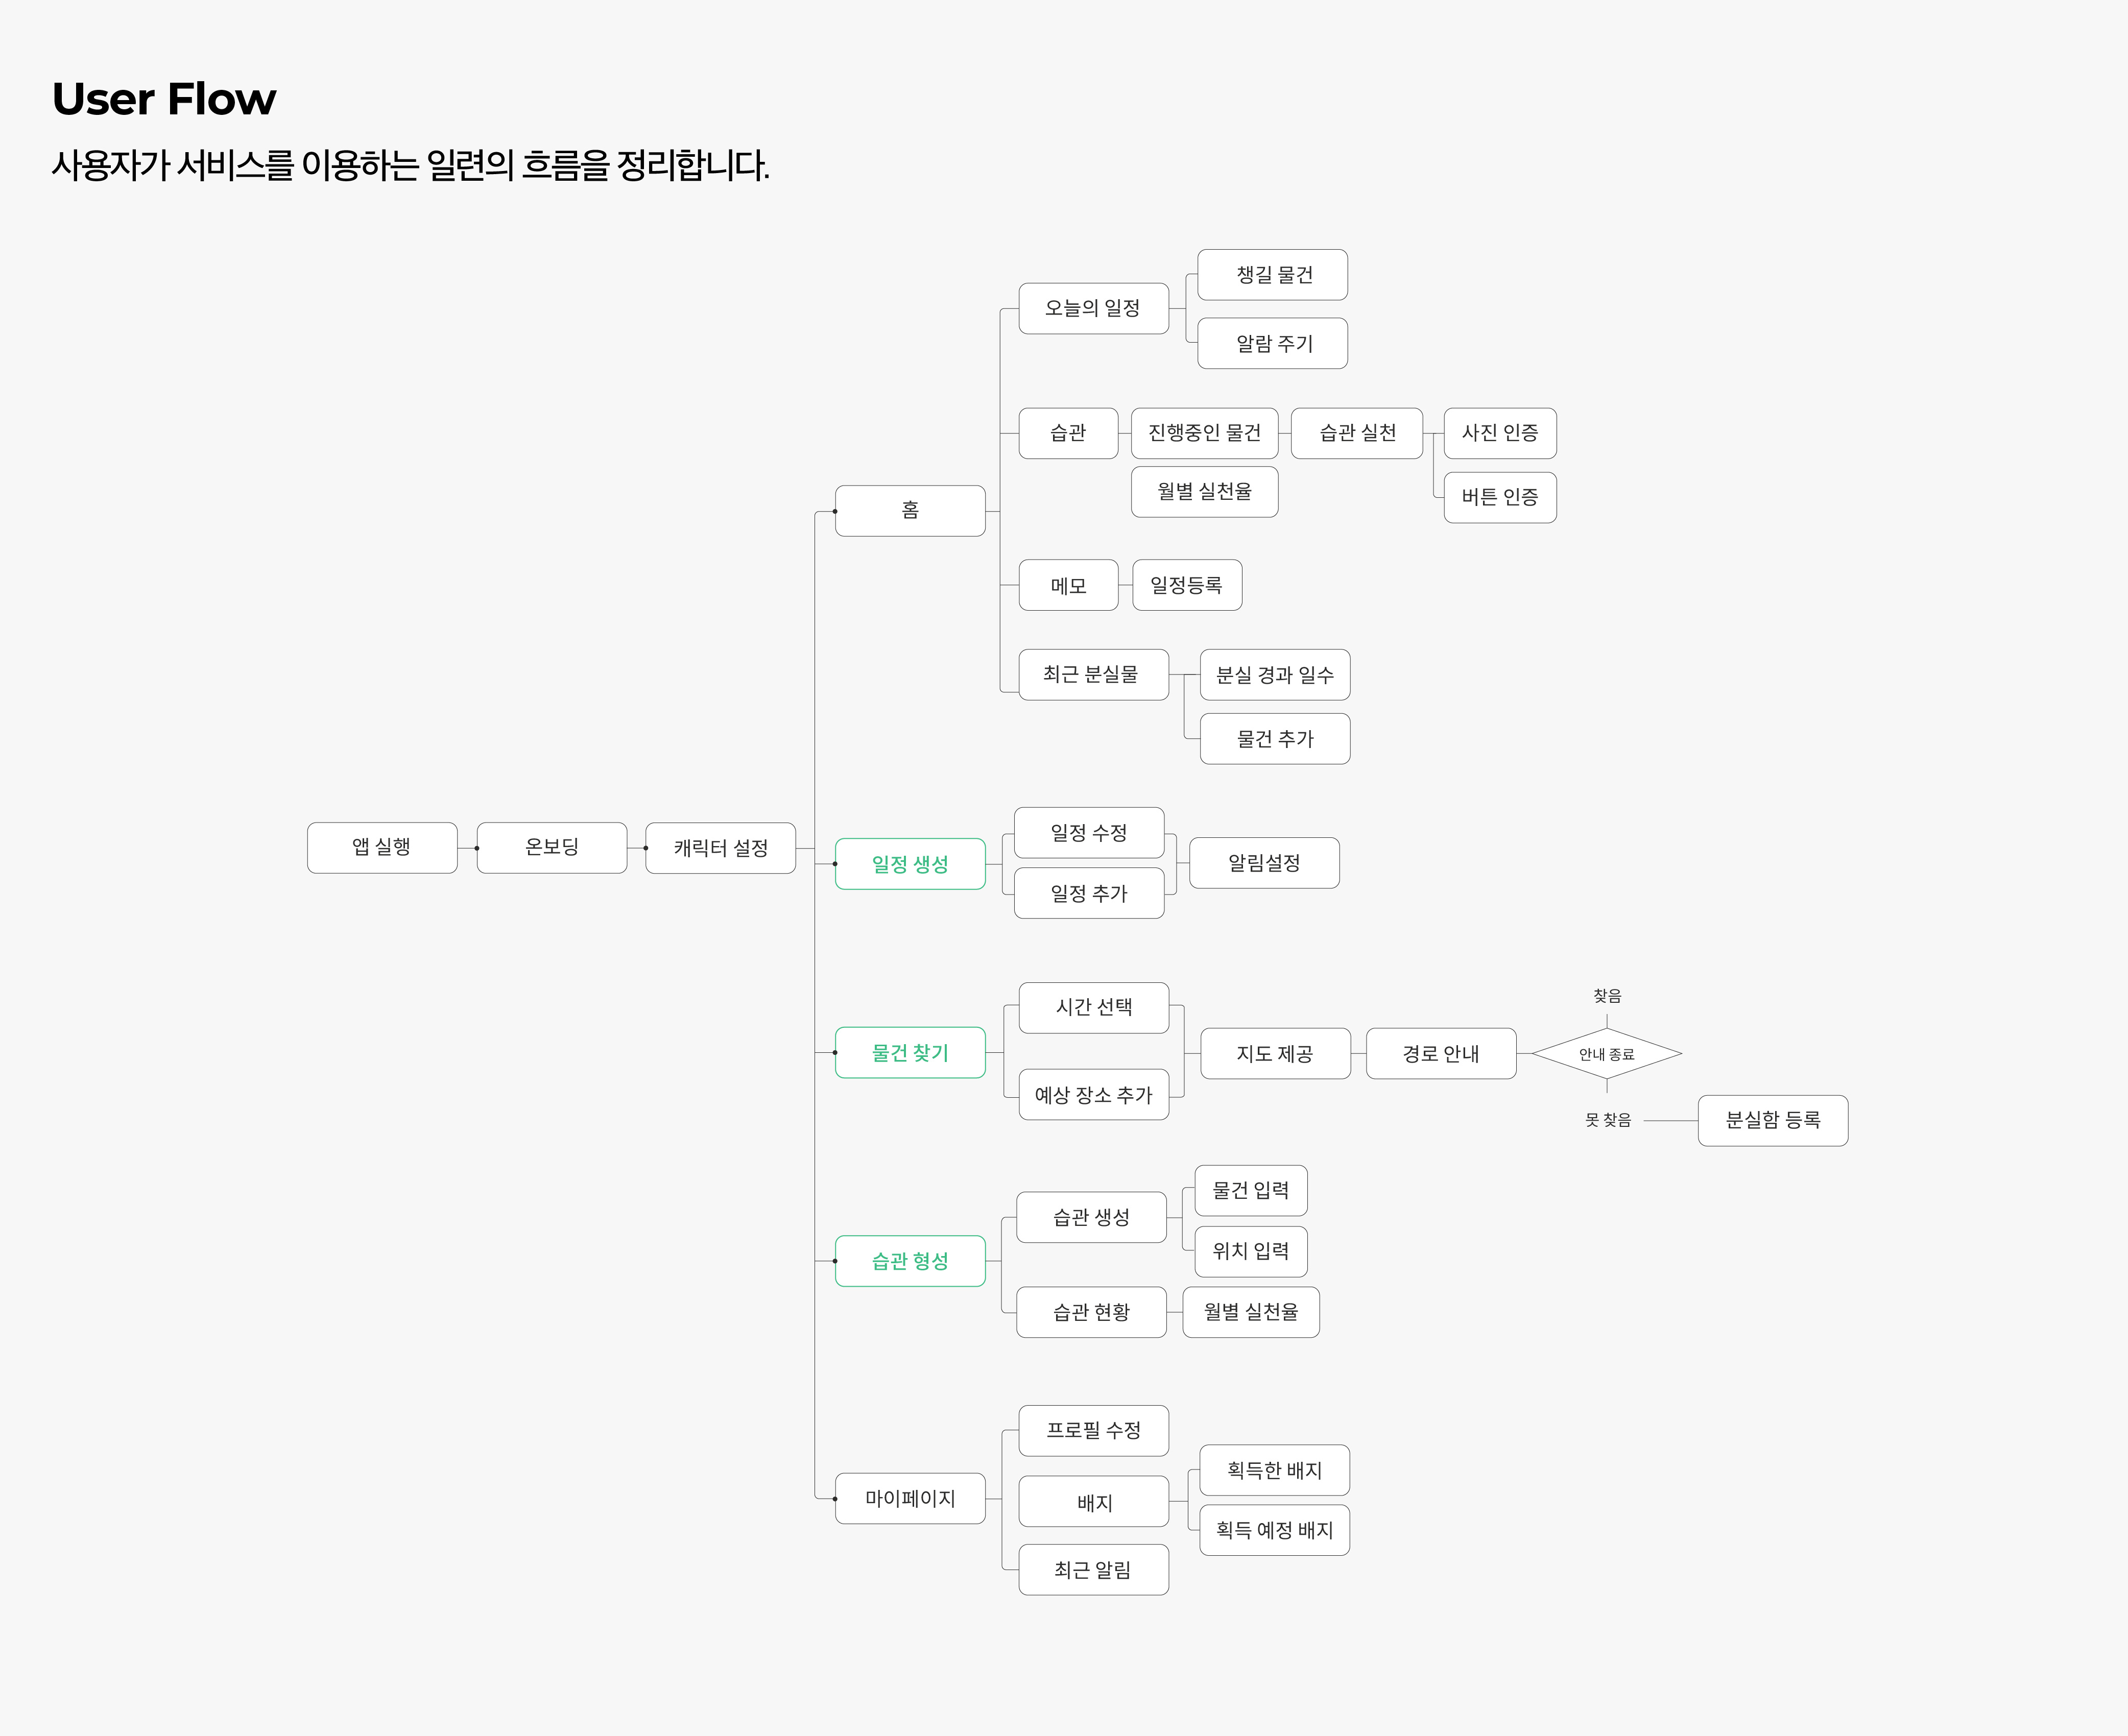 User Flow
사용자가 서비스를 이용하는 일련의 흐름을 정리합니다.
앱 실행
온보딩
캐릭터 설정
홈
오늘의 일정
챙길 물건
알람 주기
습관
진행중인 물건
습관 실천
사진 인증
월별 실천율
버튼 인증
메모
일정등록
최근 분실물
분실 경과 일수
물건 추가
일정 생성
일정 수정
일정 추가
알림설정
물건 찾기
시간 선택
예상 장소 추가
지도 제공
경로 안내
찾음
안내 종료
못 찾음
분실함 등록
습관 형성
습관 생성
물건 입력
위치 입력
습관 현황
월별 실천율
마이페이지
프로필 수정
배지
획득한 배지
획득 예정 배지
최근 알림